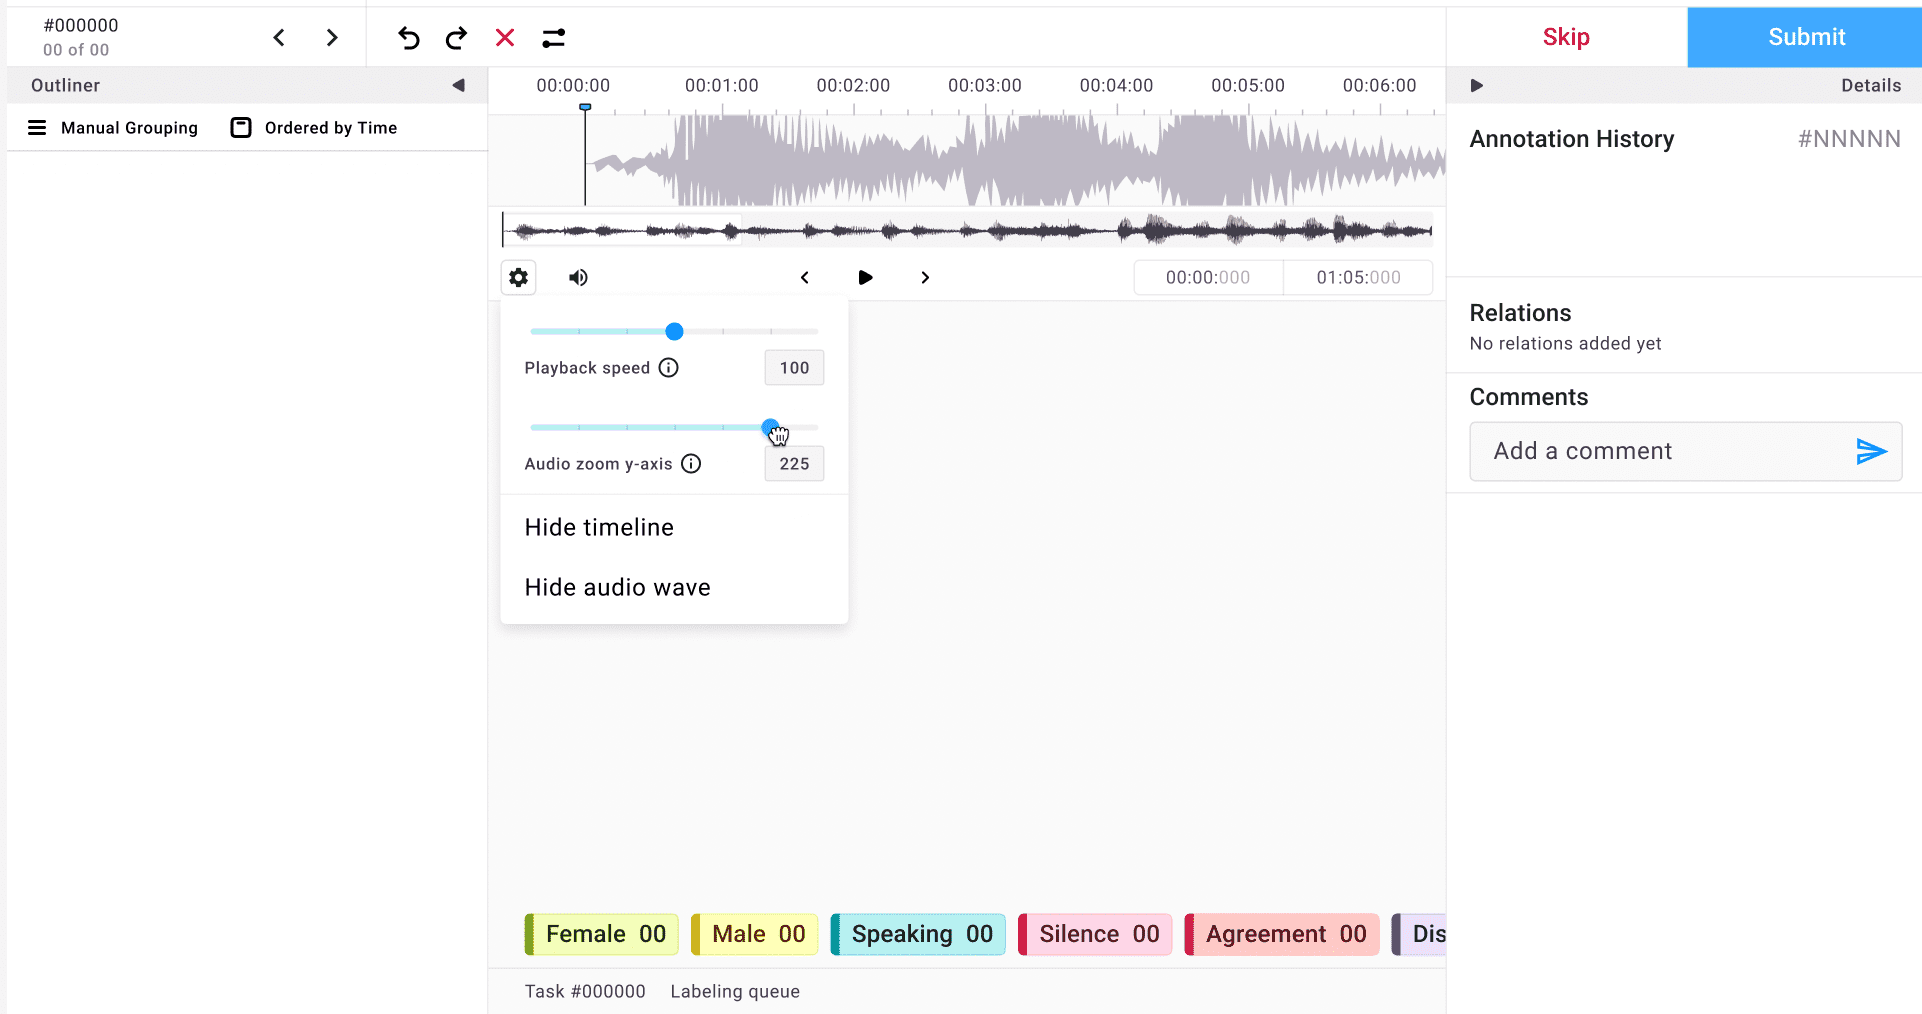 #000000
00 of 00
Skip
Submit
Outliner
00:00:00 00:01:00 00:02:00 00:03:00 00:04:00 00:05:00 00:06:00
Details
Manual Grouping Ordered by Time
Annotation History #NNNNN
00:00:000 01:05:000
Playback speed 100
Audio zoom y-axis 225
Hide timeline
Hide audio wave
Relations
No relations added yet
Comments
Add a comment
Female 00 Male 00 Speaking 00 Silence 00 Agreement 00 Dis
Task #000000 Labeling queue